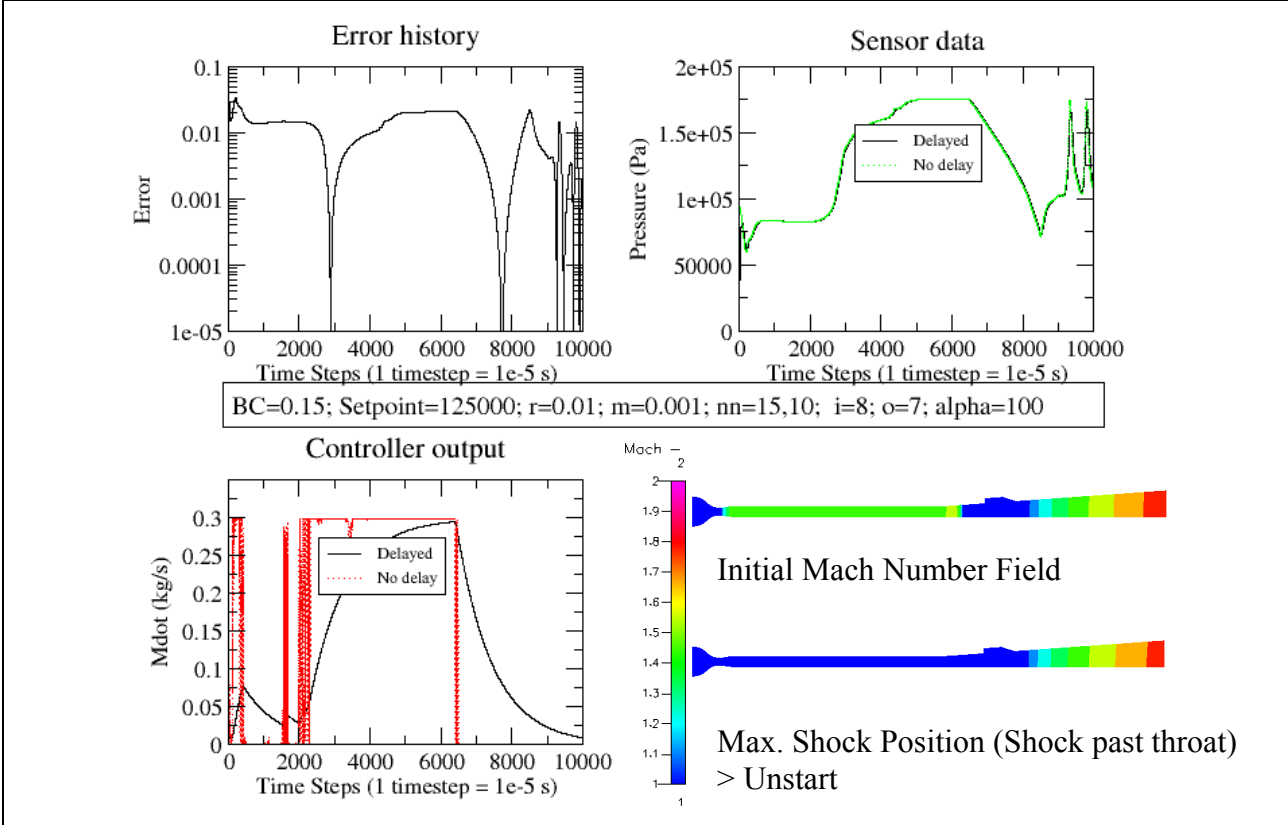 Error history
0.1
0.01
0.001
0.0001
1e-05
Error
0 2000 4000 6000 8000 10000
Time Steps (1 timestep = 1e-5 s)
Sensor data
2e+05
1.5e+05
1e+05
50000
0
Pressure (Pa)
Delayed
No delay
0 2000 4000 6000 8000 10000
Time Steps (1 timestep = 1e-5 s)
BC=0.15; Setpoint=125000; r=0.01; m=0.001; nn=15,10; i=8; o=7; alpha=100
Controller output
0.3
0.25
0.2
0.15
0.1
0.05
0
Mdot (kg/s)
Delayed
No delay
0 2000 4000 6000 8000 10000
Time Steps (1 timestep = 1e-5 s)
Mach –
2
2
1.9
1.8
1.7
1.6
1.5
1.4
1.3
1.2
1.1
1
1
Initial Mach Number Field
Max. Shock Position (Shock past throat)
> Unstart